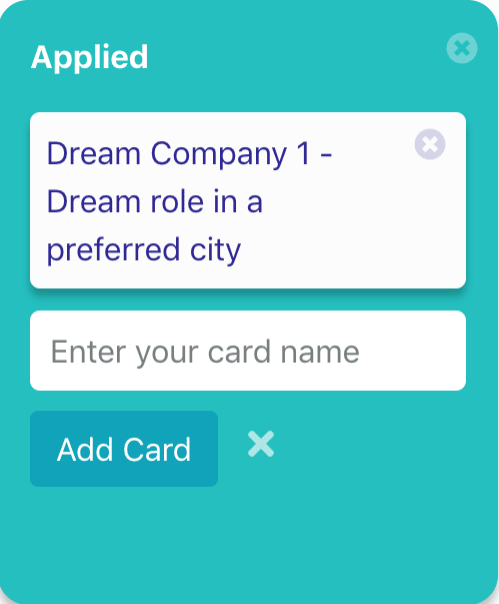 Applied
Dream Company 1 -
Dream role in a
preferred city
Enter your card name
Add Card